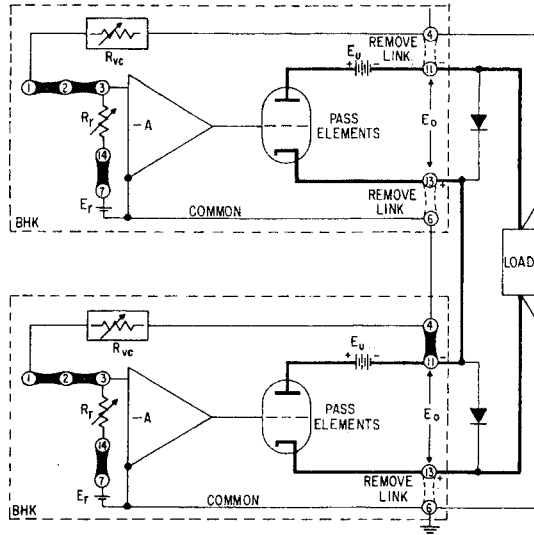 4
REMOVE
LINK
Rvc
Eu
+ -
11 -
1 2 3
Rr
-A
PASS
ELEMENTS
Eo
14
13 +
REMOVE
LINK
7
Er
COMMON
6
BHK
LOAD
4
Rvc
Eu
+ -
11 -
1 2 3
Rr
-A
PASS
ELEMENTS
Eo
14
13 +
REMOVE
LINK
7
Er
COMMON
6
BHK